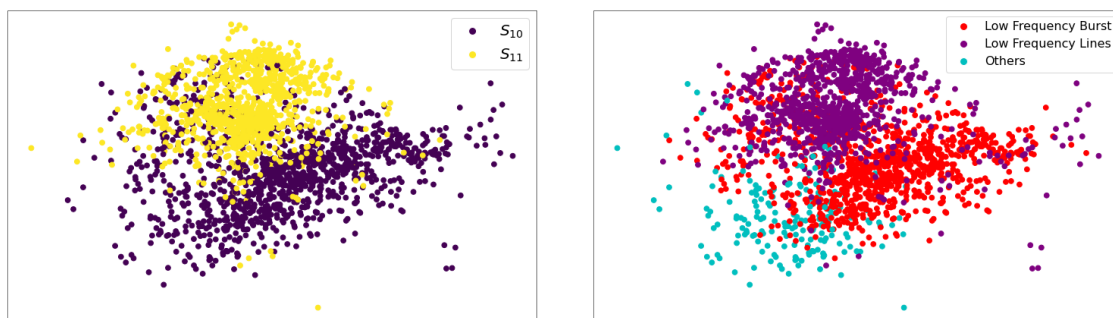 S₁₀
S₁₁
Low Frequency Burst
Low Frequency Lines
Others